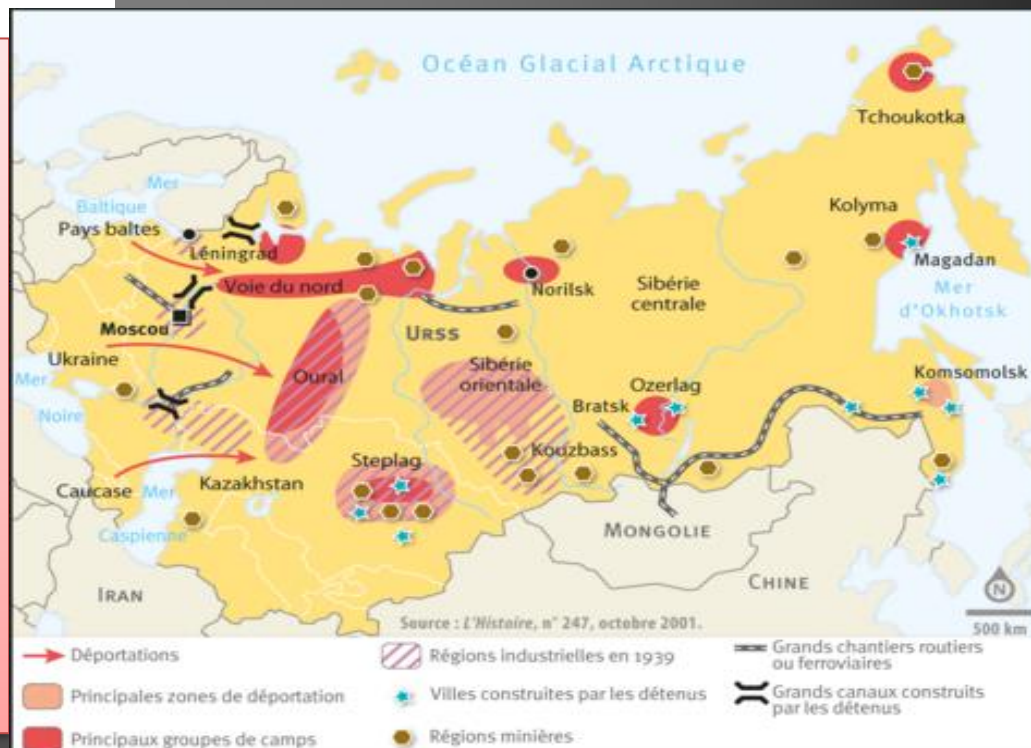 Océan Glacial Arctique
Tchoukotka
Mer
Baltique
Kolyma
Pays baltes
Léningrad
Magadan
Voie du nord
Norilsk
Sibérie
centrale
Mer
d'Okhotsk
Moscou
URSS
Ukraine
Oural
Sibérie
orientale
Ozerlag
Komsomolsk
Mer
Noire
Bratsk
Kouzbass
Steplag
Caucase
Mer
Kazakhstan
Caspienne
MONGOLIE
IRAN
CHINE
N
Source : L'Histoire, n° 247, octobre 2001.
500 km
Déportations
Régions industrielles en 1939
Grands chantiers routiers
ou ferroviaires
Principales zones de déportation
Villes construites par les détenus
Grands canaux construits
par les détenus
Principaux groupes de camps
Régions minières